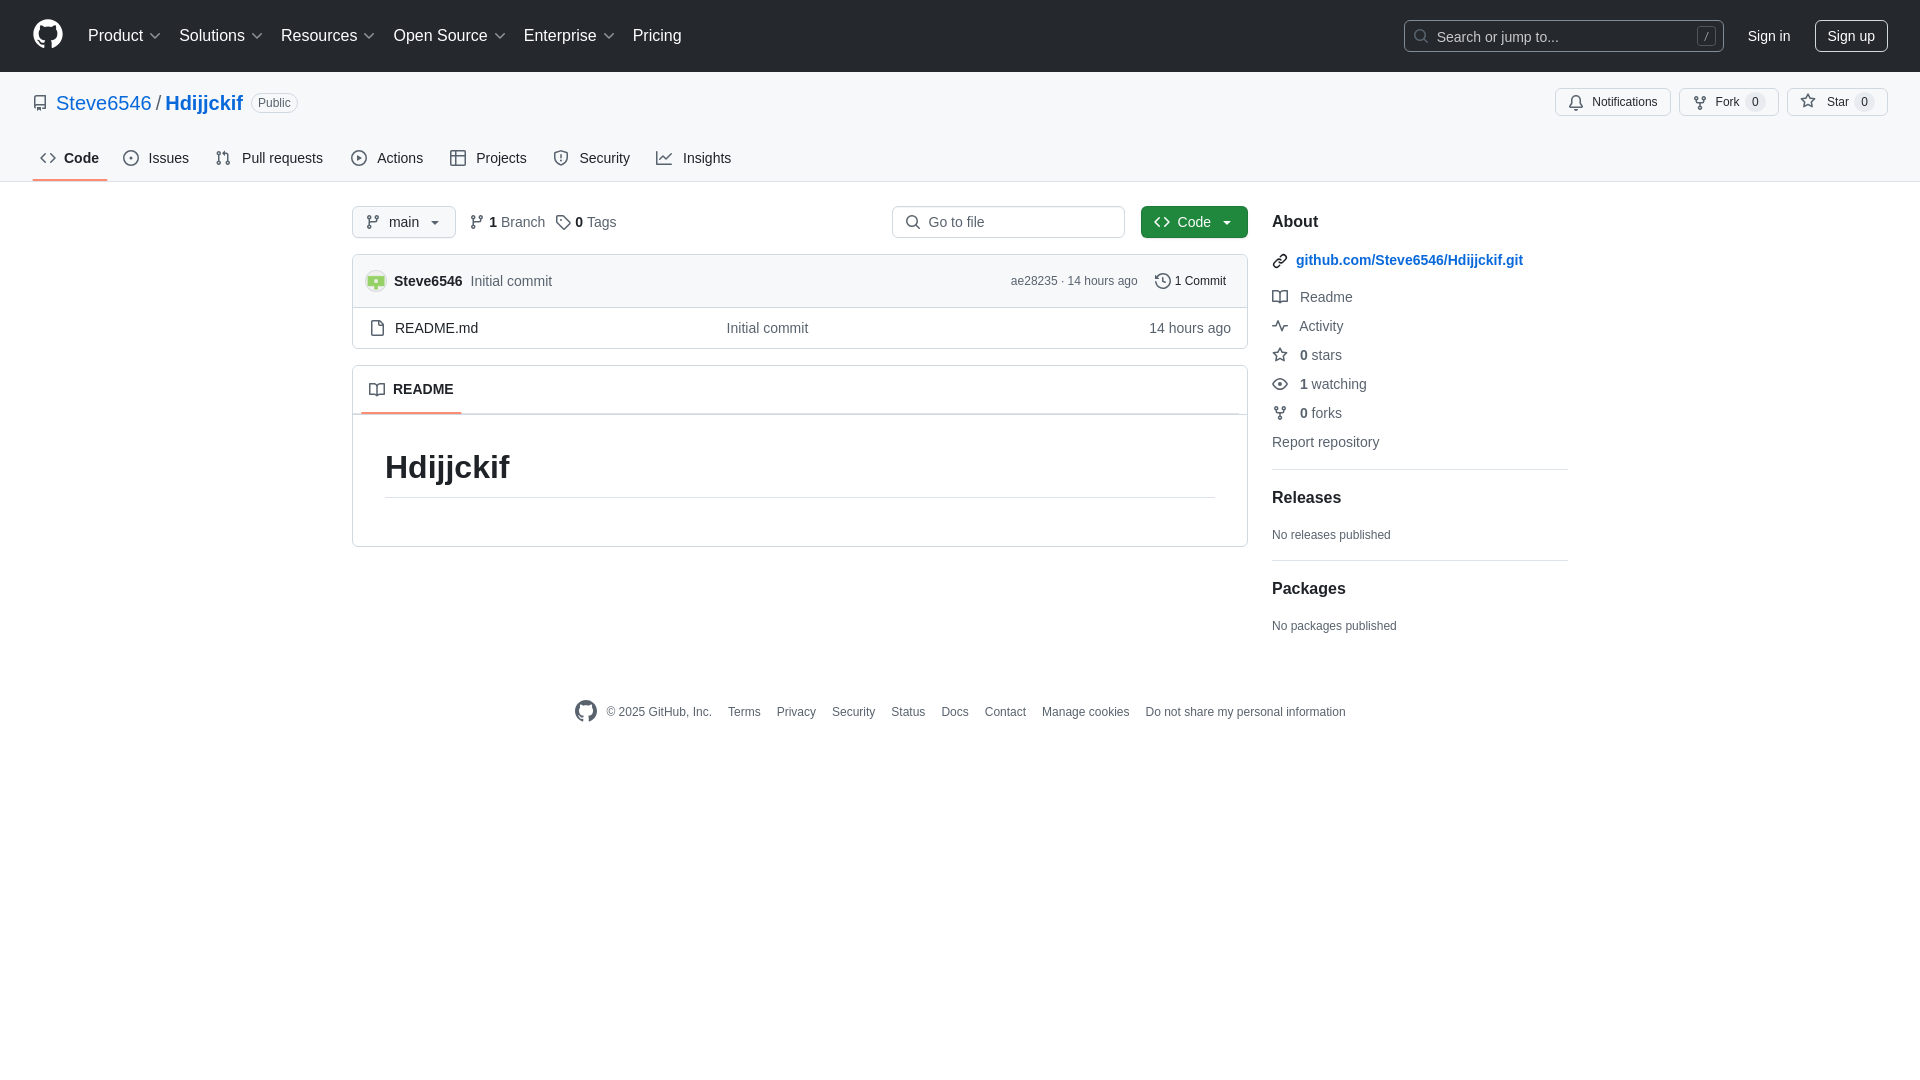 Product Solutions Resources Open Source Enterprise Pricing Search or jump to... / Sign in Sign up
Steve6546 / Hdijjckif Public Notifications Fork 0 Star 0
Code Issues Pull requests Actions Projects Security Insights
main 1 Branch 0 Tags Go to file Code
Steve6546 Initial commit ae28235 · 14 hours ago 1 Commit
README.md Initial commit 14 hours ago
README
Hdijjckif
About
github.com/Steve6546/Hdijjckif.git
Readme
Activity
0 stars
1 watching
0 forks
Report repository
Releases
No releases published
Packages
No packages published
© 2025 GitHub, Inc. Terms Privacy Security Status Docs Contact Manage cookies Do not share my personal information